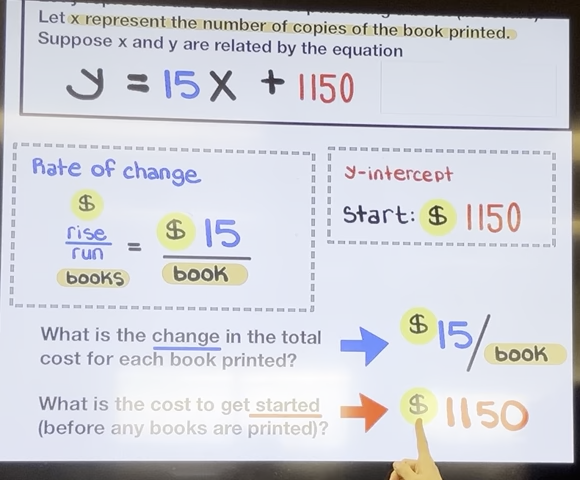 Let x represent the number of copies of the book printed.
Suppose x and y are related by the equation
y = 15x + 1150
Rate of change
$
rise
run
books
=
$ 15
book
y-intercept
Start: $ 1150
What is the change in the total
cost for each book printed?
$15/book
What is the cost to get started
(before any books are printed)?
$ 1150